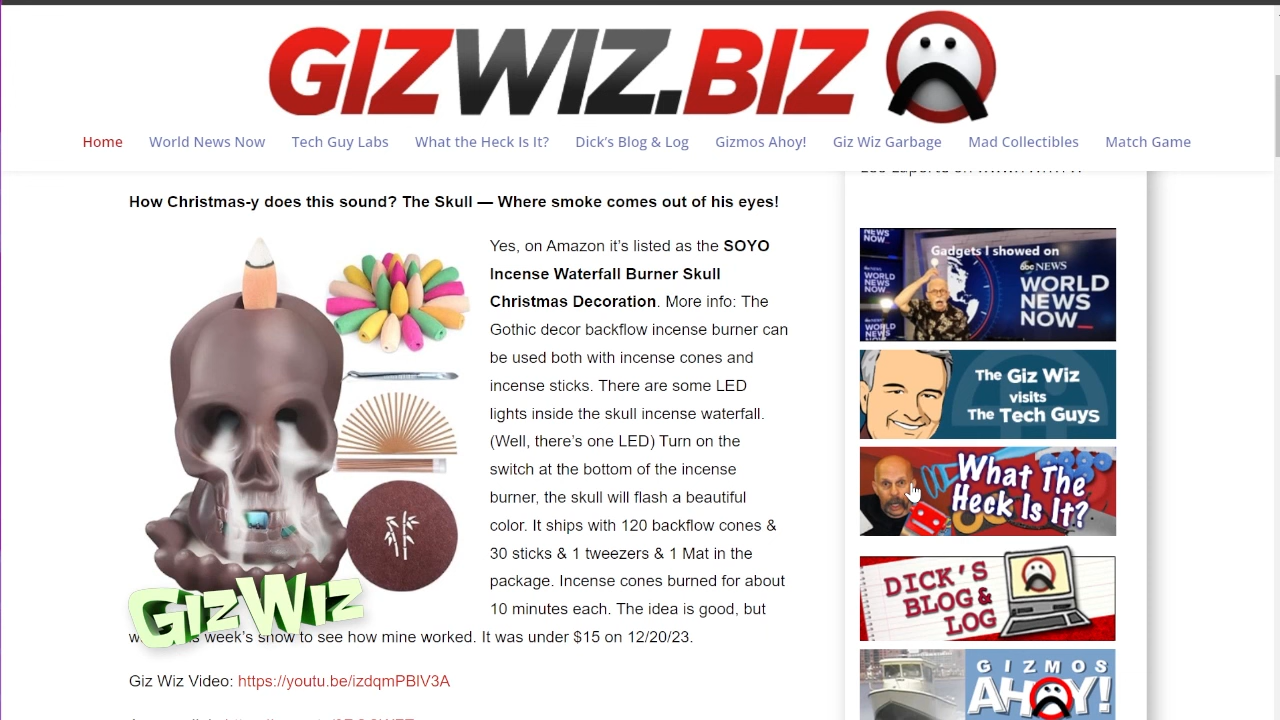 GIZWIZ.BIZ
Home World News Now Tech Guy Labs What the Heck Is It? Dick's Blog & Log Gizmos Ahoy! Giz Wiz Garbage Mad Collectibles Match Game
How Christmas-y does this sound? The Skull — Where smoke comes out of his eyes!
Yes, on Amazon it's listed as the SOYO
Incense Waterfall Burner Skull
Christmas Decoration. More info: The
Gothic decor backflow incense burner can
be used both with incense cones and
incense sticks. There are some LED
lights inside the skull incense waterfall.
(Well, there's one LED) Turn on the
switch at the bottom of the incense
burner, the skull will flash a beautiful
color. It ships with 120 backflow cones &
30 sticks & 1 tweezers & 1 Mat in the
package. Incense cones burned for about
10 minutes each. The idea is good, but
week's show to see how mine worked. It was under $15 on 12/20/23.
GIZWIZ
Giz Wiz Video: https://youtu.be/izdqmPBlV3A
NEWS
NOW_
Gadgets I showed on
abc NEWS
WORLD
NEWS
NOW_
WORLD
NEWS
NOW
WORLD
NEWS
The Giz Wiz
visits
The Tech Guys
What The
Heck Is It?
DICK'S
BLOG &
LOG
GIZMOS
AHOY!